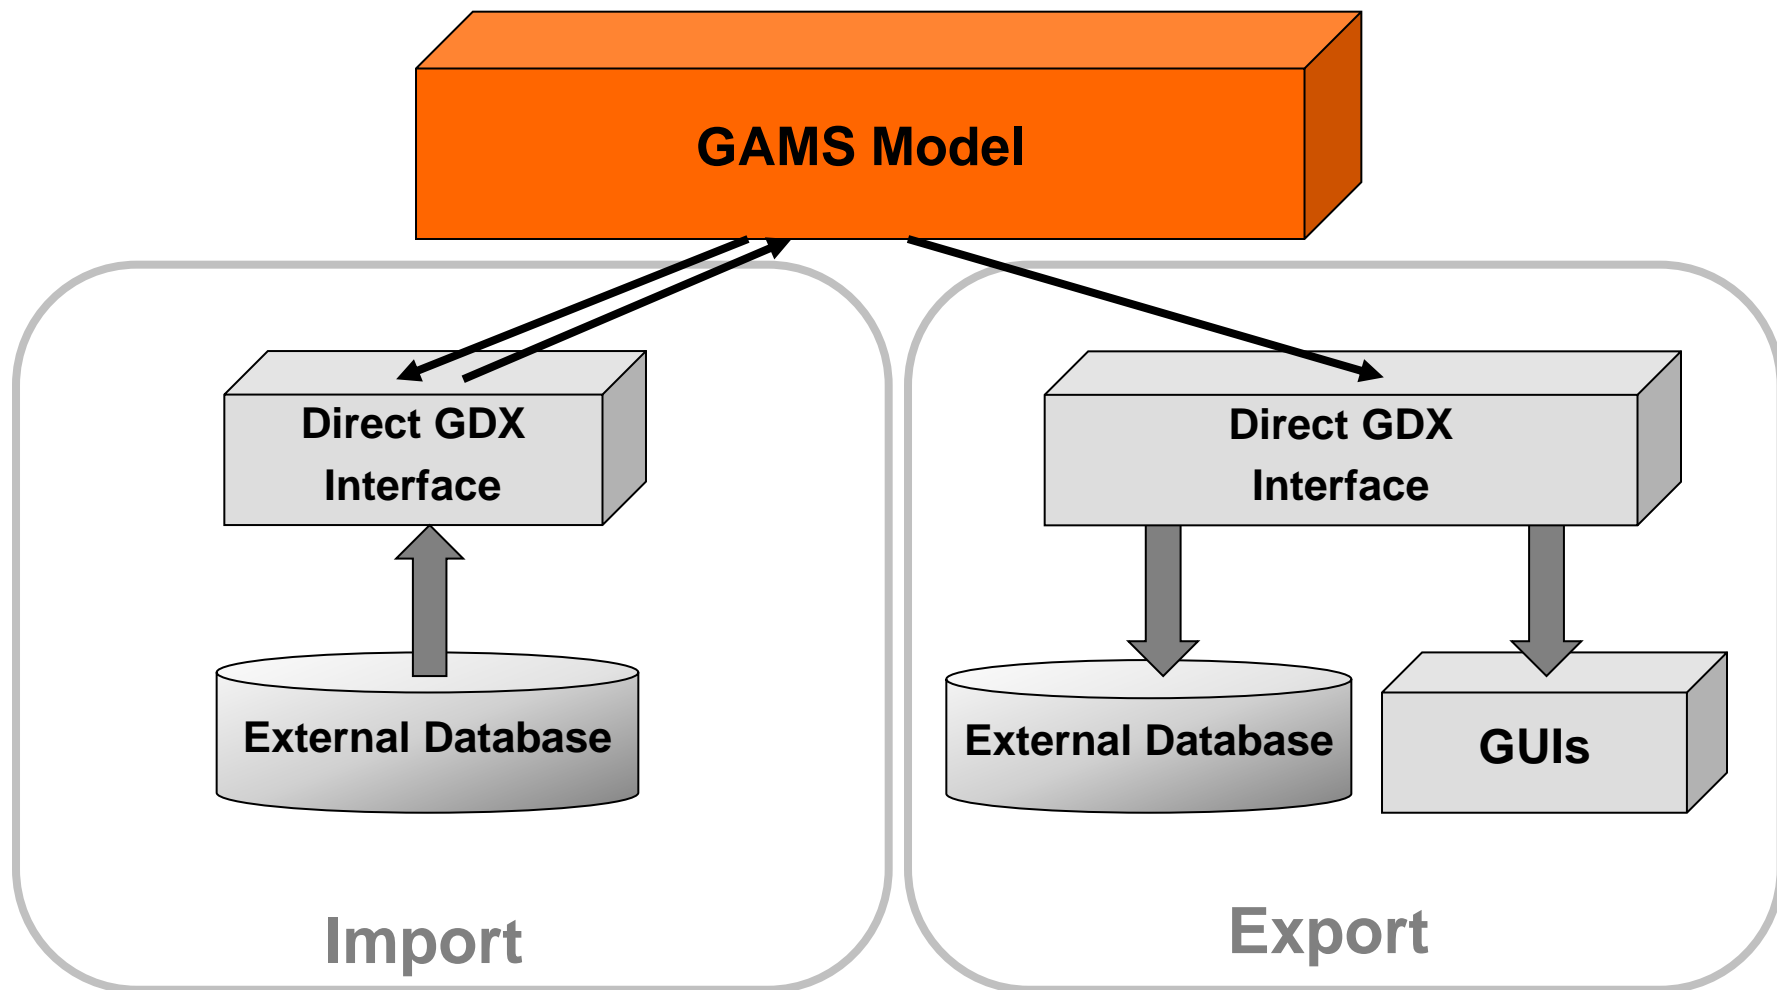 GAMS Model
Direct GDX
Interface
External Database
Import
Direct GDX
Interface
External Database
GUIs
Export